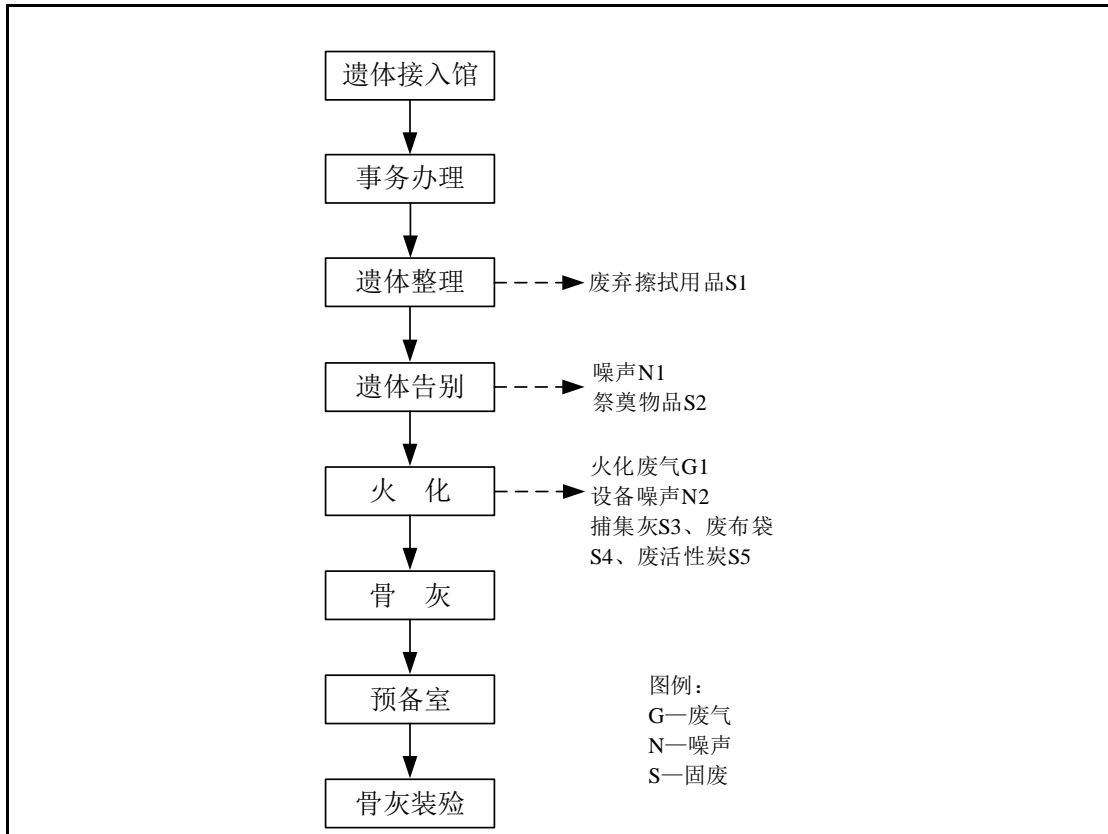 遗体接入馆
事务办理
遗体整理
废弃擦拭用品S1
遗体告别
噪声N1
祭奠物品S2
火 化
火化废气G1
设备噪声N2
捕集灰S3、废布袋
S4、废活性炭S5
骨 灰
预备室
骨灰装殓
图例：
G—废气
N—噪声
S—固废